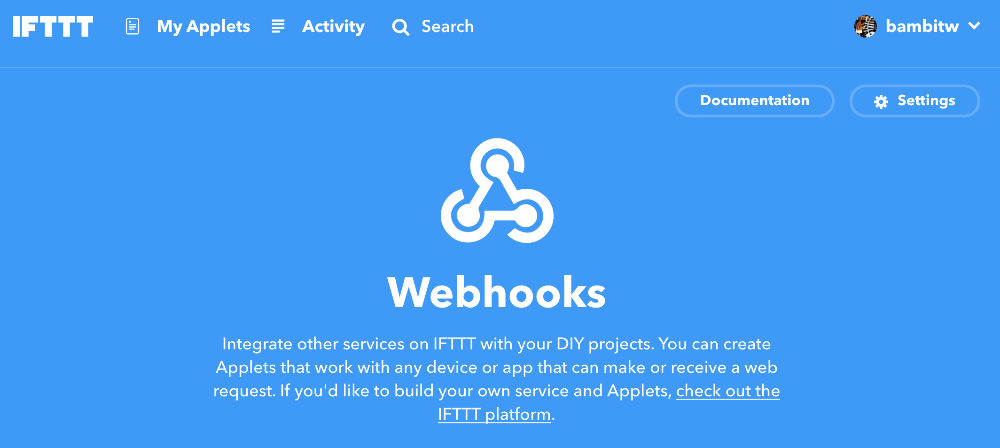 IFTTT My Applets Activity Search bambitw
Documentation Settings
Webhooks
Integrate other services on IFTTT with your DIY projects. You can create
Applets that work with any device or app that can make or receive a web
request. If you'd like to build your own service and Applets, check out the
IFTTT platform.